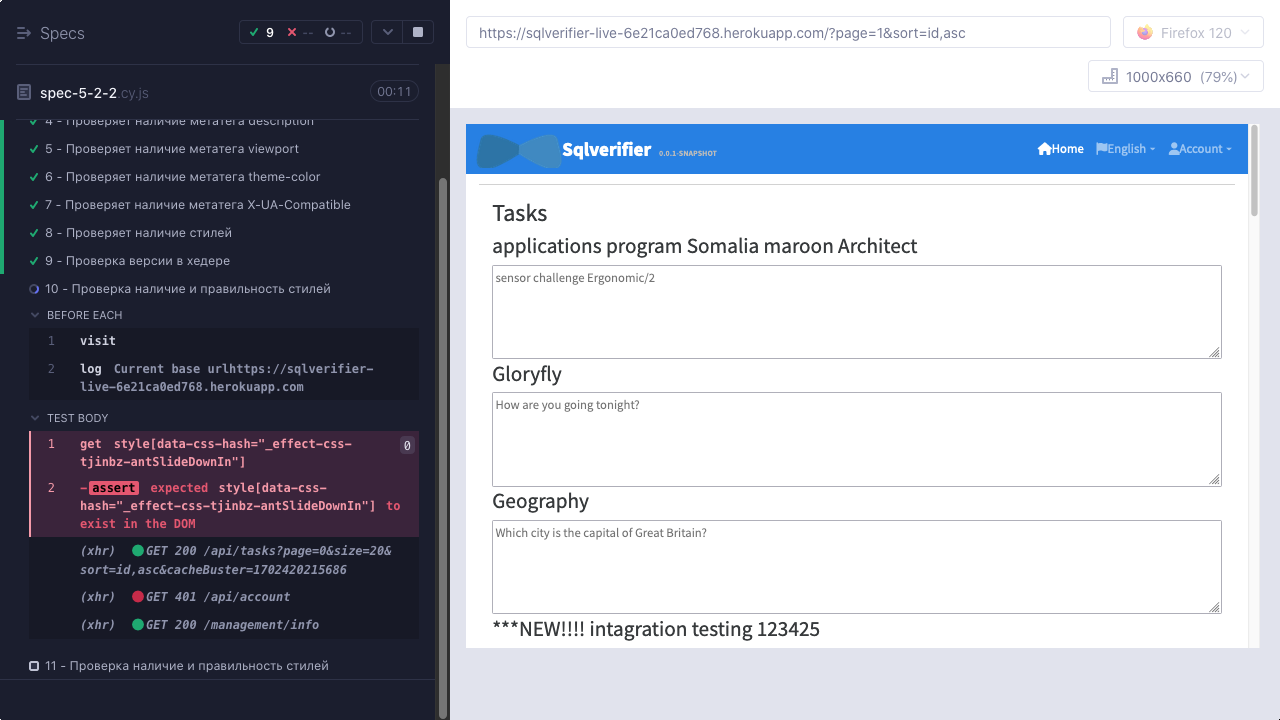 Specs
9 -- --
spec-5-2-2.cy.js 00:11
4 - Проверяет наличие метатега description
5 - Проверяет наличие метатега viewport
6 - Проверяет наличие метатега theme-color
7 - Проверяет наличие метатега X-UA-Compatible
8 - Проверяет наличие стилей
9 - Проверка версии в хедере
10 - Проверка наличие и правильность стилей
BEFORE EACH
1 visit
2 log Current base urlhttps://sqlverifier-
live-6e21ca0ed768.herokuapp.com
TEST BODY
1 get style[data-css-hash="_effect-css-
tjinbz-antSlideDownIn"] 0
2 -assert expected style[data-css-
hash="_effect-css-tjinbz-antSlideDownIn"] to
exist in the DOM
(xhr) GET 200 /api/tasks?page=0&size=20&
sort=id,asc&cacheBuster=1702420215686
(xhr) GET 401 /api/account
(xhr) GET 200 /management/info
11 - Проверка наличие и правильность стилей
https://sqlverifier-live-6e21ca0ed768.herokuapp.com/?page=1&sort=id,asc
Firefox 120
1000x660 (79%)
Sqlverifier 0.0.1-SNAPSHOT
Home English Account
Tasks
applications program Somalia maroon Architect
sensor challenge Ergonomic/2
Gloryfly
How are you going tonight?
Geography
Which city is the capital of Great Britain?
***NEW!!!! intagration testing 123425